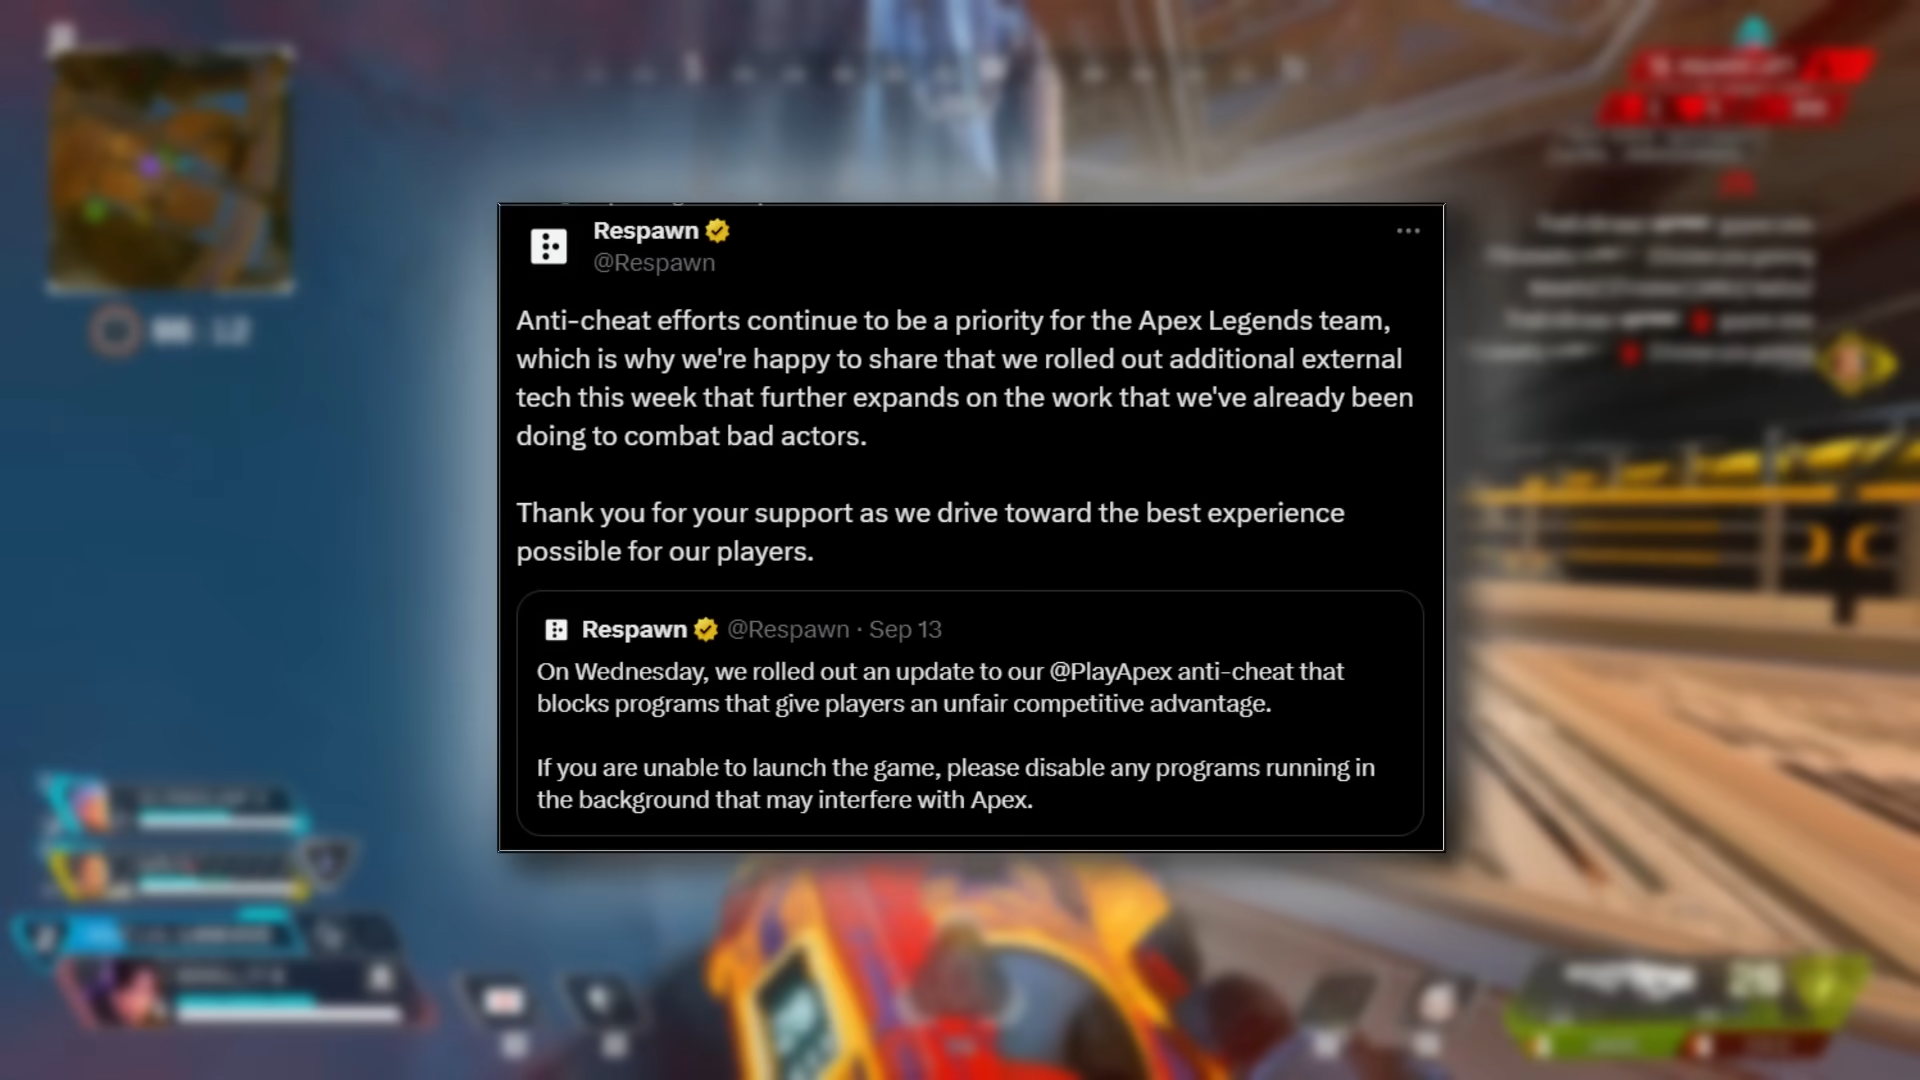 Respawn
@Respawn
Anti-cheat efforts continue to be a priority for the Apex Legends team,
which is why we're happy to share that we rolled out additional external
tech this week that further expands on the work that we've already been
doing to combat bad actors.
Thank you for your support as we drive toward the best experience
possible for our players.
Respawn @Respawn · Sep 13
On Wednesday, we rolled out an update to our @PlayApex anti-cheat that
blocks programs that give players an unfair competitive advantage.
If you are unable to launch the game, please disable any programs running in
the background that may interfere with Apex.